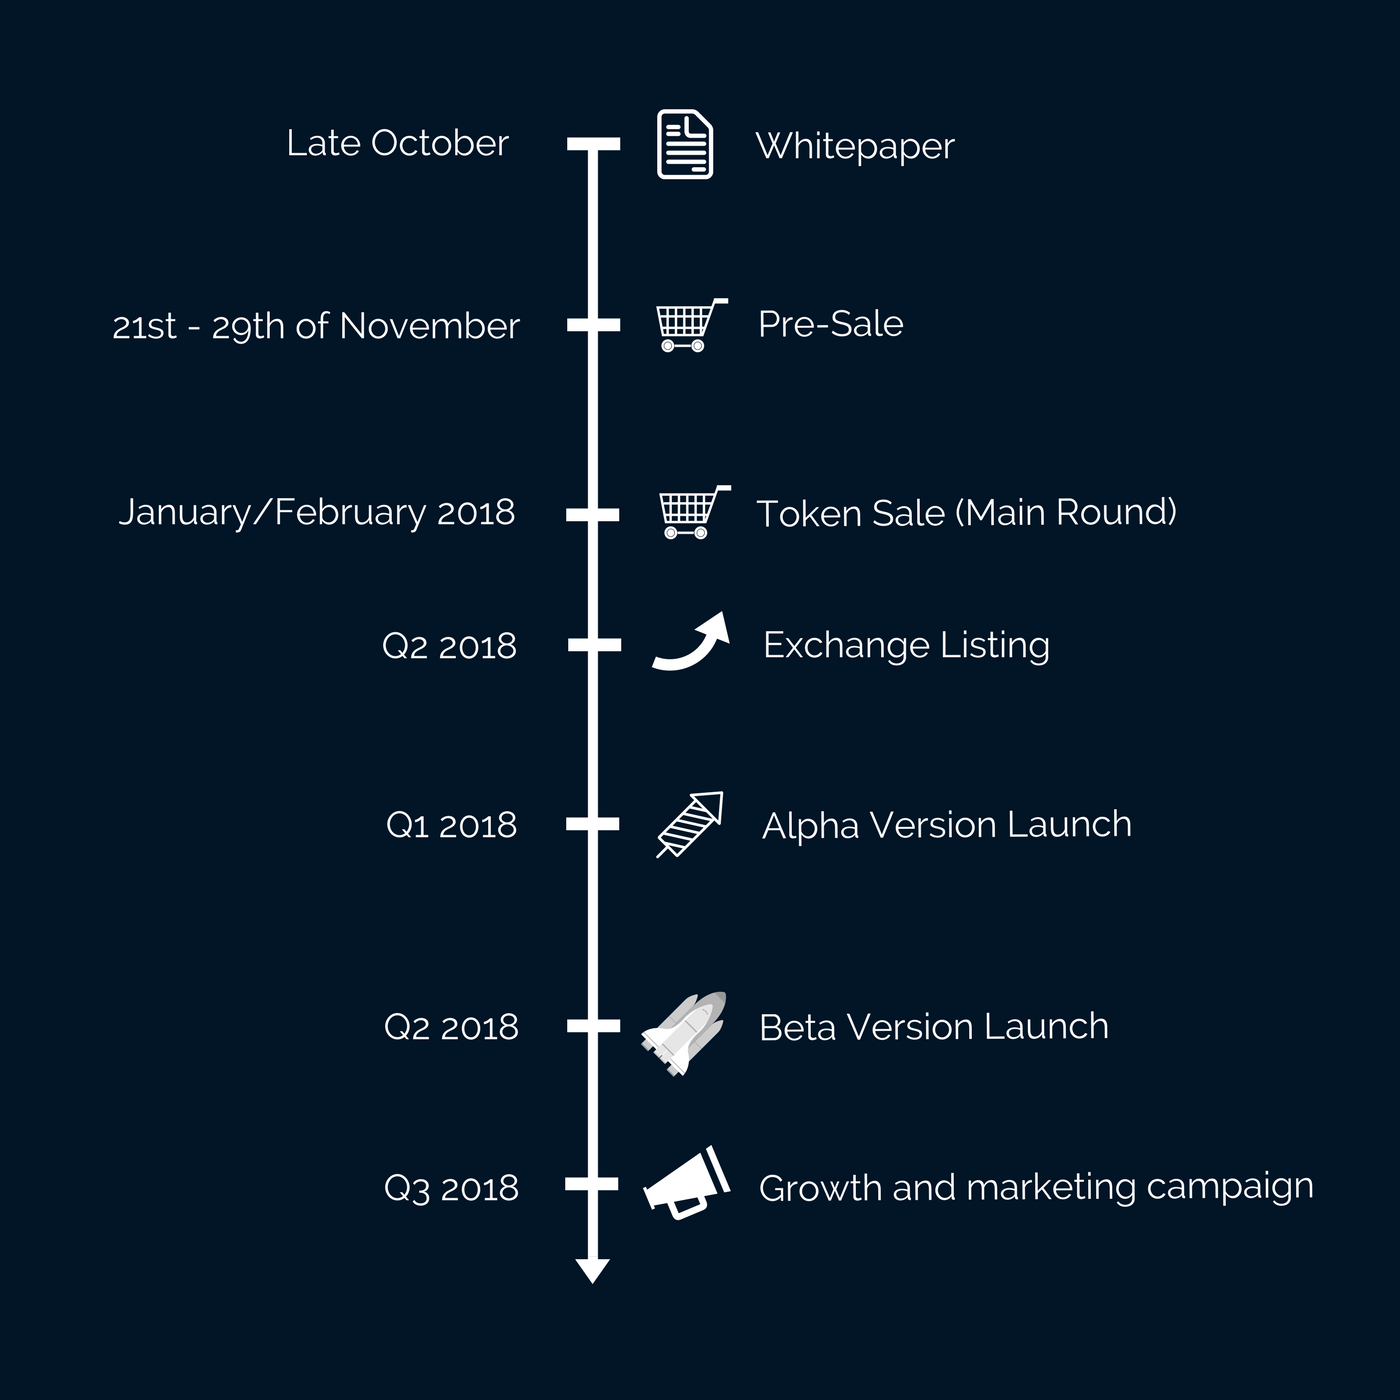 Late October
Whitepaper
21st - 29th of November
Pre-Sale
January/February 2018
Token Sale (Main Round)
Q2 2018
Exchange Listing
Q1 2018
Alpha Version Launch
Q2 2018
Beta Version Launch
Q3 2018
Growth and marketing campaign